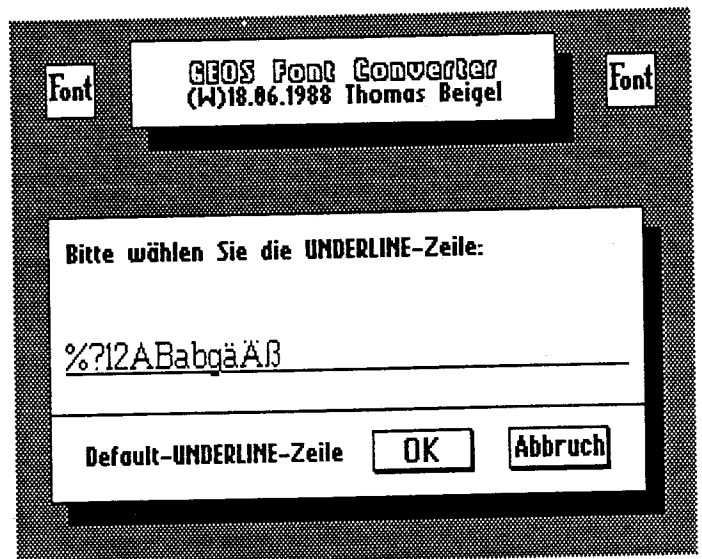 Font
GEOS Font Converter
(W)18.06.1988 Thomas Beigel
Font
Bitte wählen Sie die UNDERLINE-Zeile:
%?12ABabgäÄß
Default-UNDERLINE-Zeile
OK
Abbruch